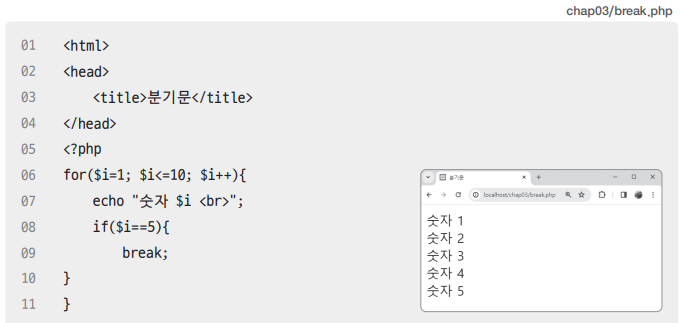 chap03/break.php
01 <html>
02 <head>
03     <title>분기문</title>
04 </head>
05 <?php
06 for($i=1; $i<=10; $i++){
07     echo "숫자 $i <br>";
08     if($i==5){
09         break;
10 }
11 }
분기문
localhost/chap03/break.php
숫자 1
숫자 2
숫자 3
숫자 4
숫자 5